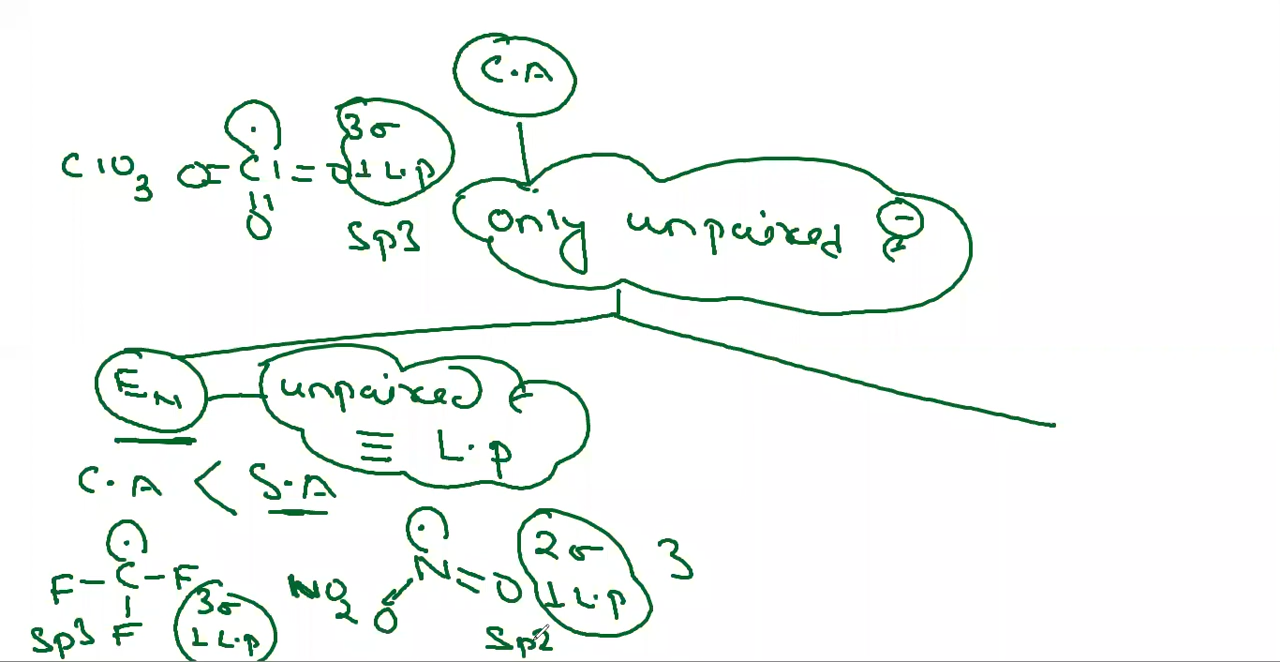 C.A
ClO3 O=Cl=O 3σ
1 L.p
O
Sp3
only unpaired e-
EN unpaired e
≡ L.p
C.A < S.A
F-C-F
F
3σ
1 L.p
Sp3
NO2 N=O
O
2σ
1 L.p
3
Sp2